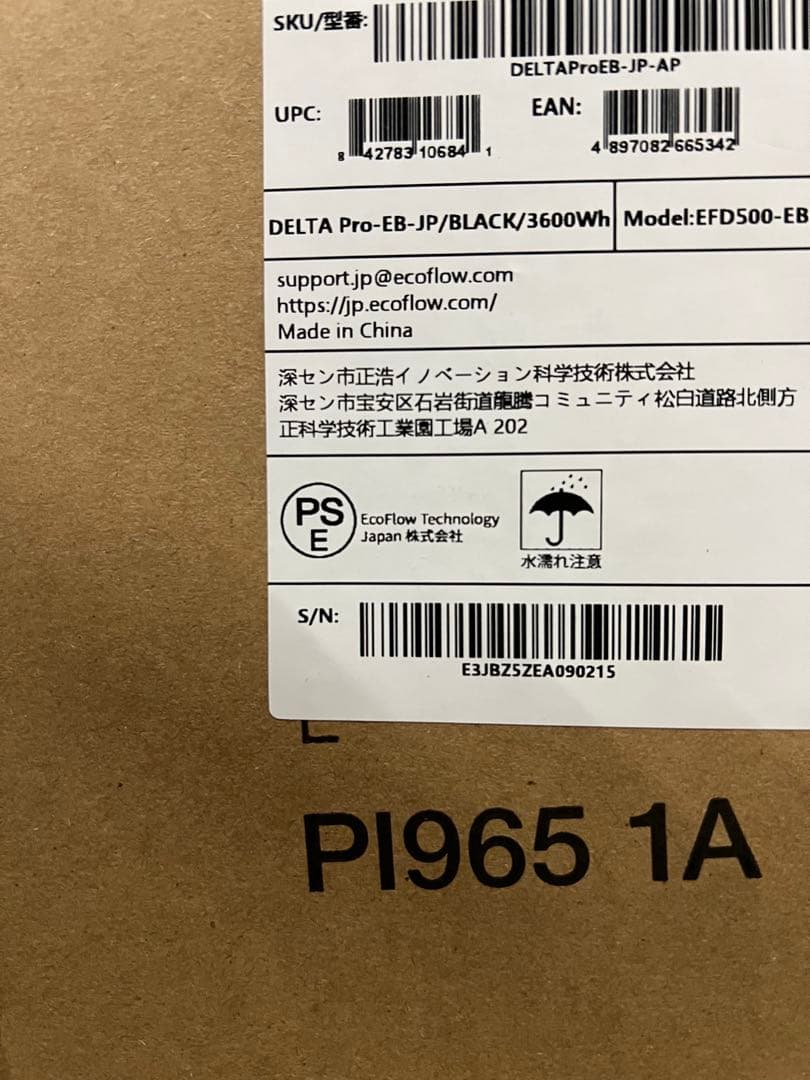 SKU/型番:
DELTAProEB-JP-AP
UPC: 8 42783 10684 1 EAN: 4 897082 665342
DELTA Pro-EB-JP/BLACK/3600Wh Model:EFD500-EB
support.jp@ecoflow.com
https://jp.ecoflow.com/
Made in China
深セン市正浩イノベーション科学技術株式会社
深セン市宝安区石岩街道龍騰コミュニティ松白道路北側方
正科学技術工業園工場A 202
PS
E
EcoFlow Technology
Japan 株式会社
水濡れ注意
S/N:
E3JBZ5ZEA090215
PI965 1A